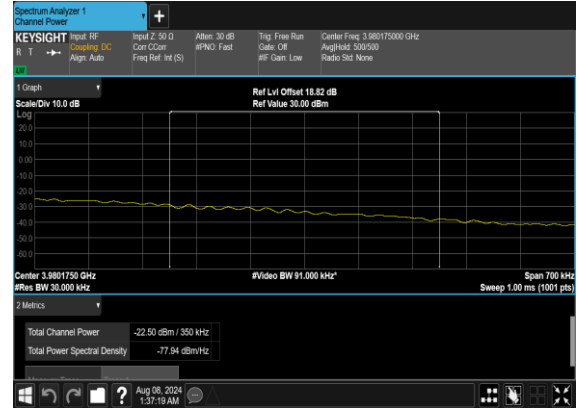 Spectrum Analyzer 1
Channel Power
+
KEYSIGHT
R T
LNI
Input: RF
Coupling: DC
Align: Auto
Input Z: 50 Ω
Corr CCorr
Freq Ref: Int (S)
Atten: 30 dB
#PNO: Fast
Trig: Free Run
Gate: Off
#IF Gain: Low
Center Freq: 3.980175000 GHz
Avg|Hold: 500/500
Radio Std: None
1 Graph
Scale/Div 10.0 dB
Ref Lvl Offset 18.82 dB
Ref Value 30.00 dBm
Log
20.0
10.0
0.00
-10.0
-20.0
-30.0
-40.0
-50.0
-60.0
Center 3.9801750 GHz
#Res BW 30.000 kHz
#Video BW 91.000 kHz*
Span 700 kHz
Sweep 1.00 ms (1001 pts)
2 Metrics
Total Channel Power -22.50 dBm / 350 kHz
Total Power Spectral Density -77.94 dBm/Hz
?
Aug 08, 2024
1:37:19 AM